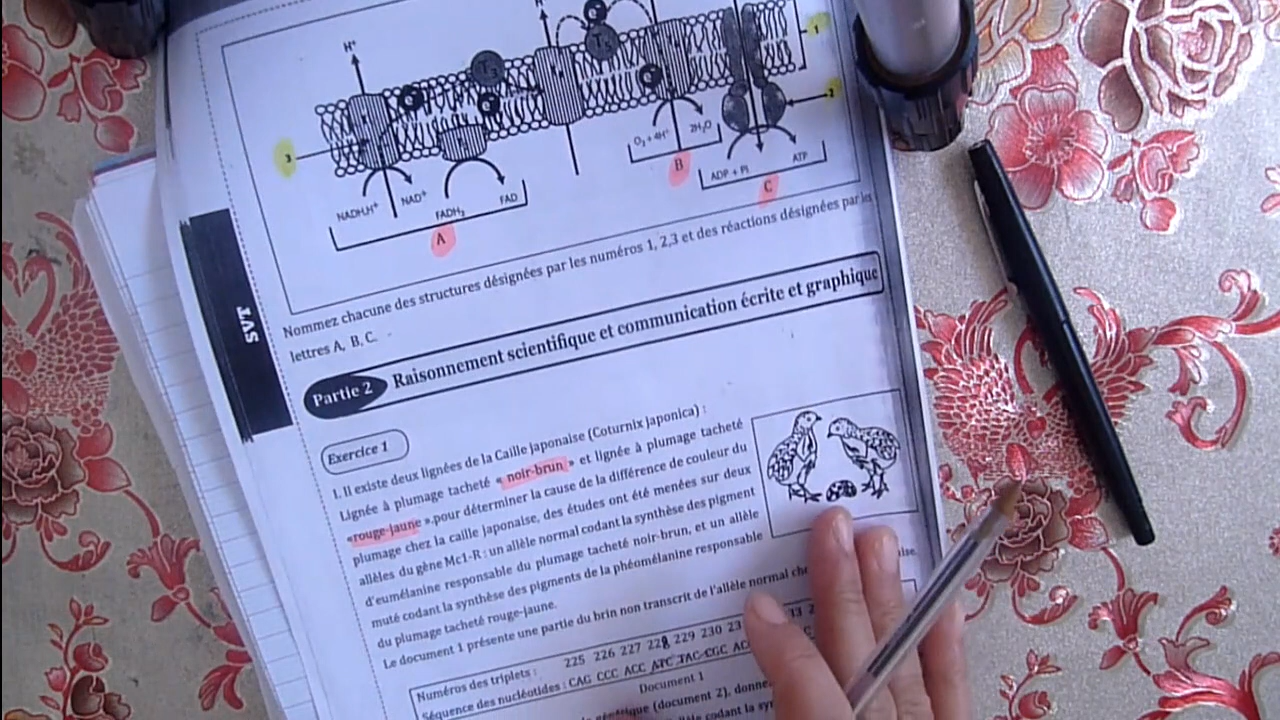 H⁺
H
T₃
T₅
1
2
3
O₂ + 4H⁺
2H₂O
B
ADP + Pi
ATP
C
NADH,H⁺
NAD⁺
FADH₂
FAD
A
Nommez chacune des structures désignées par les numéros 1, 2,3 et des réactions désignées par les
lettres A, B, C.
SVT
Partie 2 Raisonnement scientifique et communication écrite et graphique
Exercice 1
1. Il existe deux lignées de la Caille japonaise (Coturnix Japonica) :
Lignée à plumage tacheté « noir-brun » et lignée à plumage tacheté
«rouge-jaune ».pour déterminer la cause de la différence de couleur du
plumage chez la caille japonaise, des études ont été menées sur deux
allèles du gène Mc1-R : un allèle normal codant la synthèse des pigment
d'eumélanine responsable du plumage tacheté noir-brun, et un allèle
muté codant la synthèse des pigments de la phéomélanine responsable
du plumage tacheté rouge-jaune.
Le document 1 présente une partie du brin non transcrit de l'allèle normal
Numéros des triplets : 225 226 227 228 229 230
Séquence des nucléotides : CAG CCC ACC ATC TAC CGC
Document 1
(document 2),